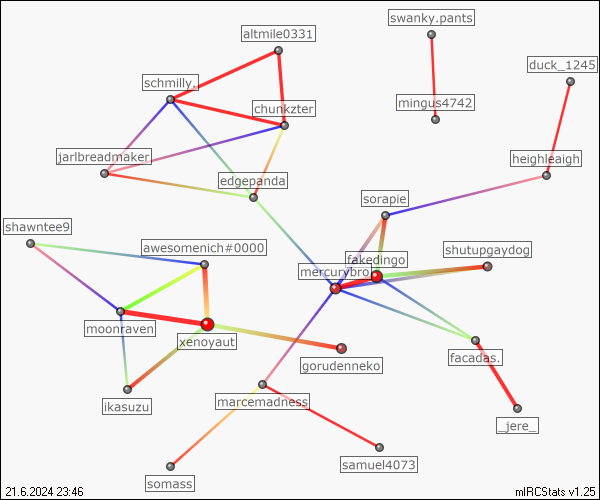 swanky.pants
altmile0331
duck_1245
schmilly.
mingus4742
chunkzter
jarlbreadmaker.
heighleaigh
edgepanda
sorapie
shawntee9
awesomenich#0000
shutupgaydog
fakedingo
mercurybro
moonraven
xenoyaut
facadas.
gorudenneko
ikasuzu
marcemadness
_jere_
samuel4073
somass
21.6.2024 23:46
mIRCStats v1.25